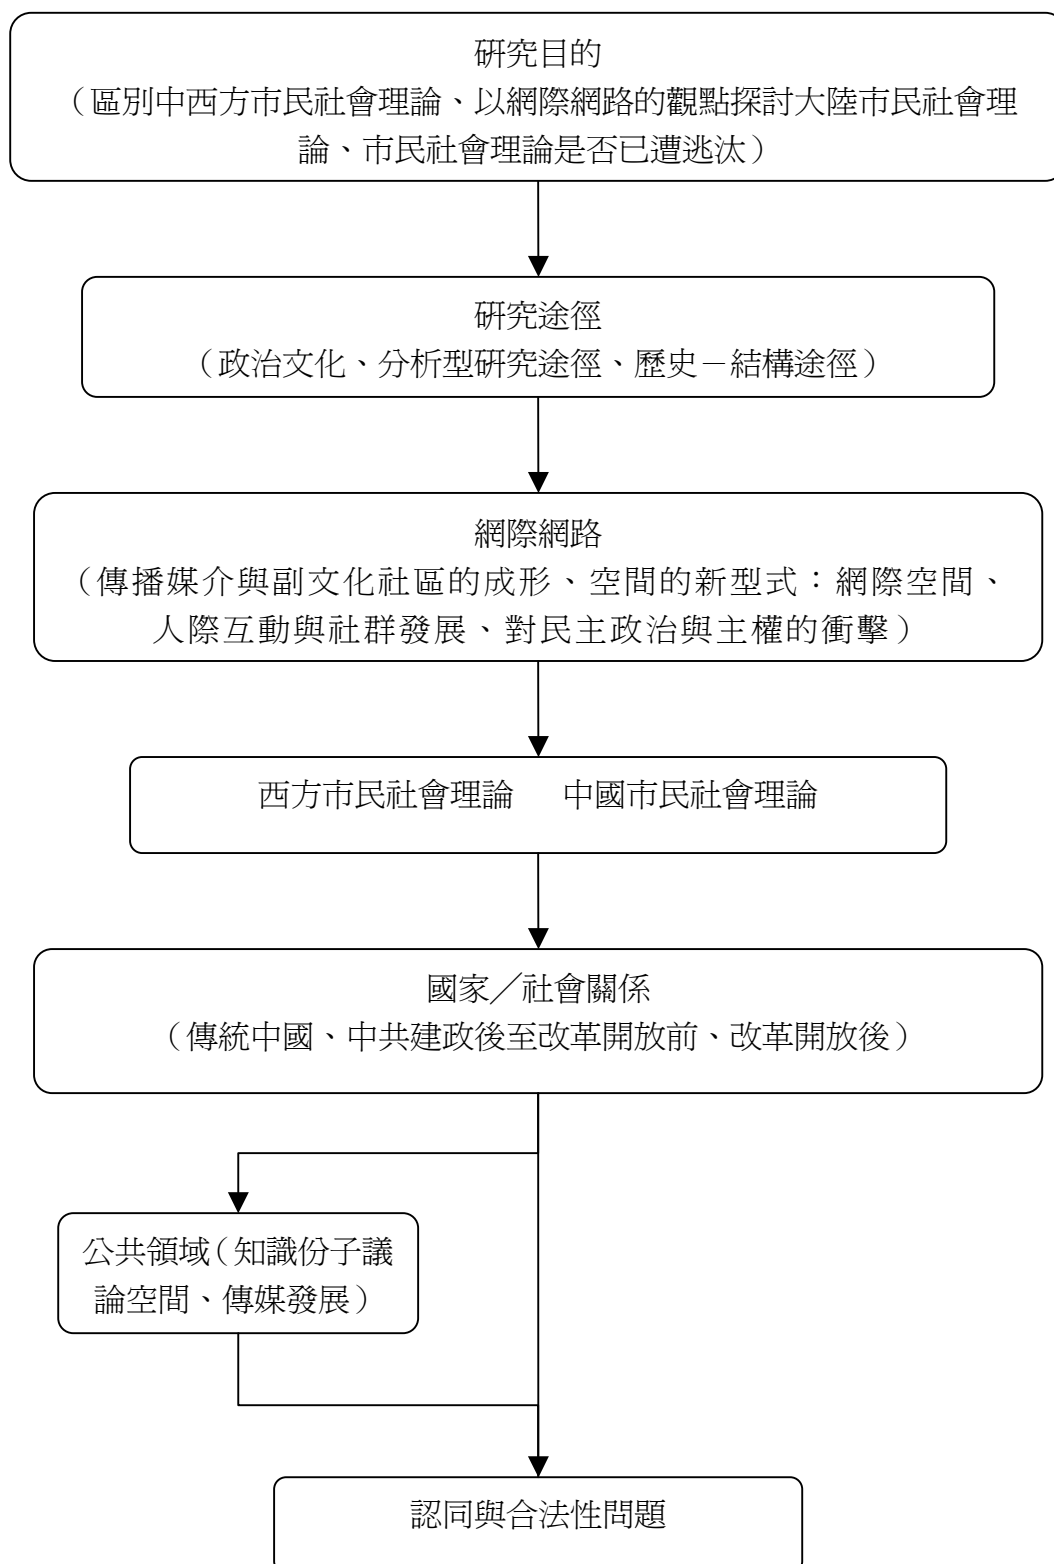 研究目的
（區別中西方市民社會理論、以網際網路的觀點探討大陸市民社會理
論、市民社會理論是否已遭逃汰）
研究途徑
（政治文化、分析型研究途徑、歷史－結構途徑）
網際網路
（傳播媒介與副文化社區的成形、空間的新型式：網際空間、
人際互動與社群發展、對民主政治與主權的衝擊）
西方市民社會理論　中國市民社會理論
國家／社會關係
（傳統中國、中共建政後至改革開放前、改革開放後）
公共領域（知識份子議
論空間、傳媒發展）
認同與合法性問題